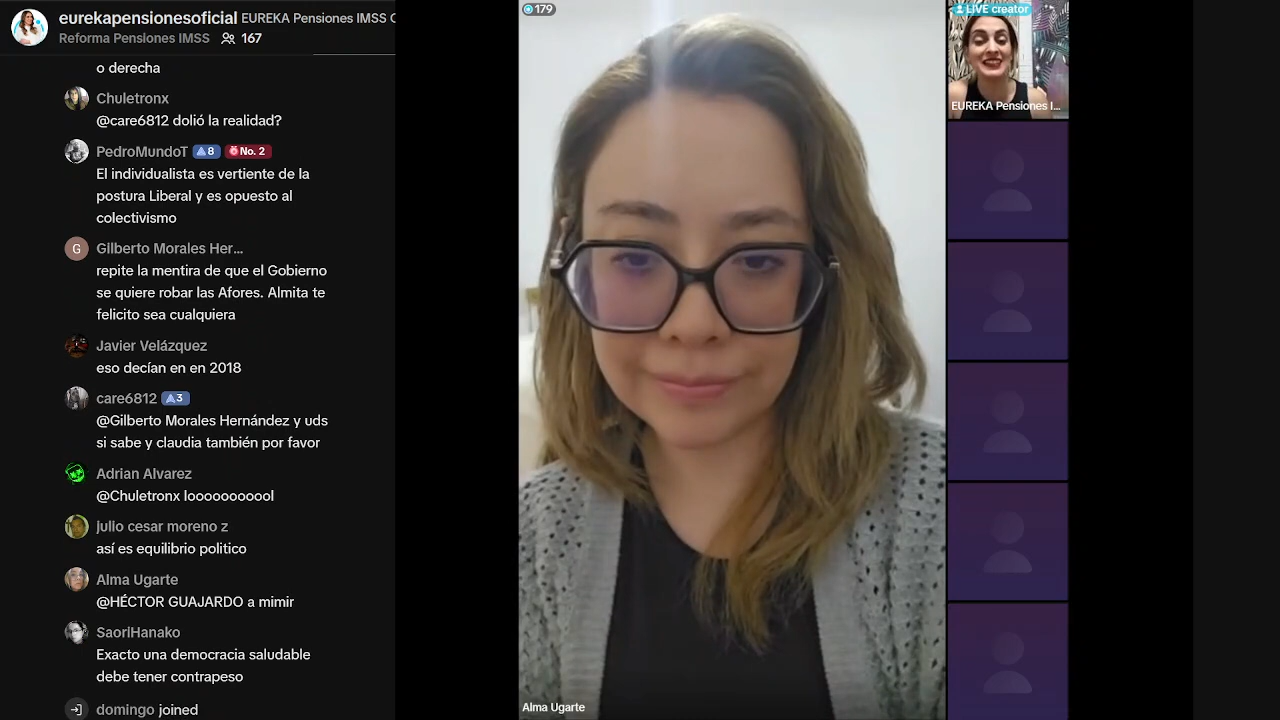 eurekapensionesoficial EUREKA Pensiones IMSS
Reforma Pensiones IMSS 167
o derecha
Chuletronx
@care6812 dolió la realidad?
PedroMundoT 8 No. 2
El individualista es vertiente de la
postura Liberal y es opuesto al
colectivismo
G Gilberto Morales Her...
repite la mentira de que el Gobierno
se quiere robar las Afores. Almita te
felicito sea cualquiera
Javier Velázquez
eso decían en en 2018
care6812 3
@Gilberto Morales Hernández y uds
si sabe y claudia también por favor
Adrian Alvarez
@Chuletronx looooooooool
julio cesar moreno z
así es equilibrio politico
Alma Ugarte
@HÉCTOR GUAJARDO a mimir
SaoriHanako
Exacto una democracia saludable
debe tener contrapeso
domingo joined
179
Alma Ugarte
LIVE creator
EUREKA Pensiones I...